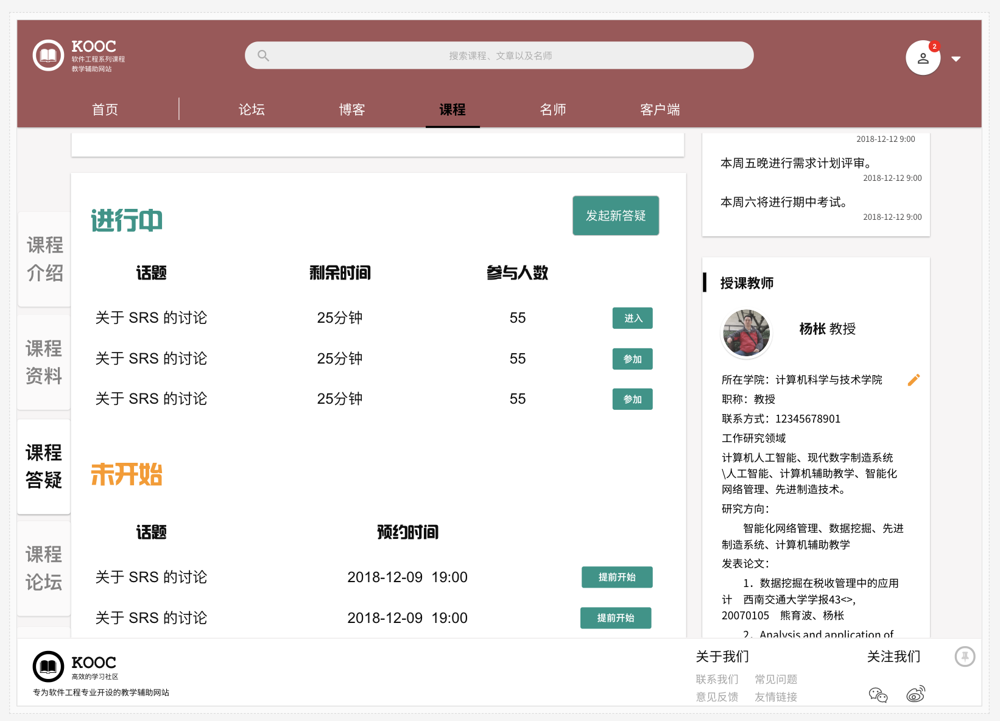 KOOC
软件工程系列课程
教学辅助网站
搜索课程、文章以及名师
2
首页
论坛
博客
课程
名师
客户端
课程
介绍
课程
资料
课程
答疑
课程
论坛
进行中
发起新答疑
话题 剩余时间 参与人数
关于 SRS 的讨论 25分钟 55 进入
关于 SRS 的讨论 25分钟 55 参加
关于 SRS 的讨论 25分钟 55 参加
未开始
话题 预约时间
关于 SRS 的讨论 2018-12-09 19:00 提前开始
关于 SRS 的讨论 2018-12-09 19:00 提前开始
2018-12-12 9:00
本周五晚进行需求计划评审。
2018-12-12 9:00
本周六将进行期中考试。
2018-12-12 9:00
授课教师
杨枨 教授
所在学院：计算机科学与技术学院
职称：教授
联系方式：12345678901
工作研究领域
计算机人工智能、现代数字制造系统
\人工智能、计算机辅助教学、智能化
网络管理、先进制造技术。
研究方向：
智能化网络管理、数据挖掘、先进
制造系统、计算机辅助教学
发表论文：
1．数据挖掘在税收管理中的应用
计 西南交通大学学报43<>,
20070105 熊育波、杨枨
2．Analysis and application of
KOOC
高效的学习社区
专为软件工程专业开设的教学辅助网站
关于我们
联系我们 常见问题
意见反馈 友情链接
关注我们